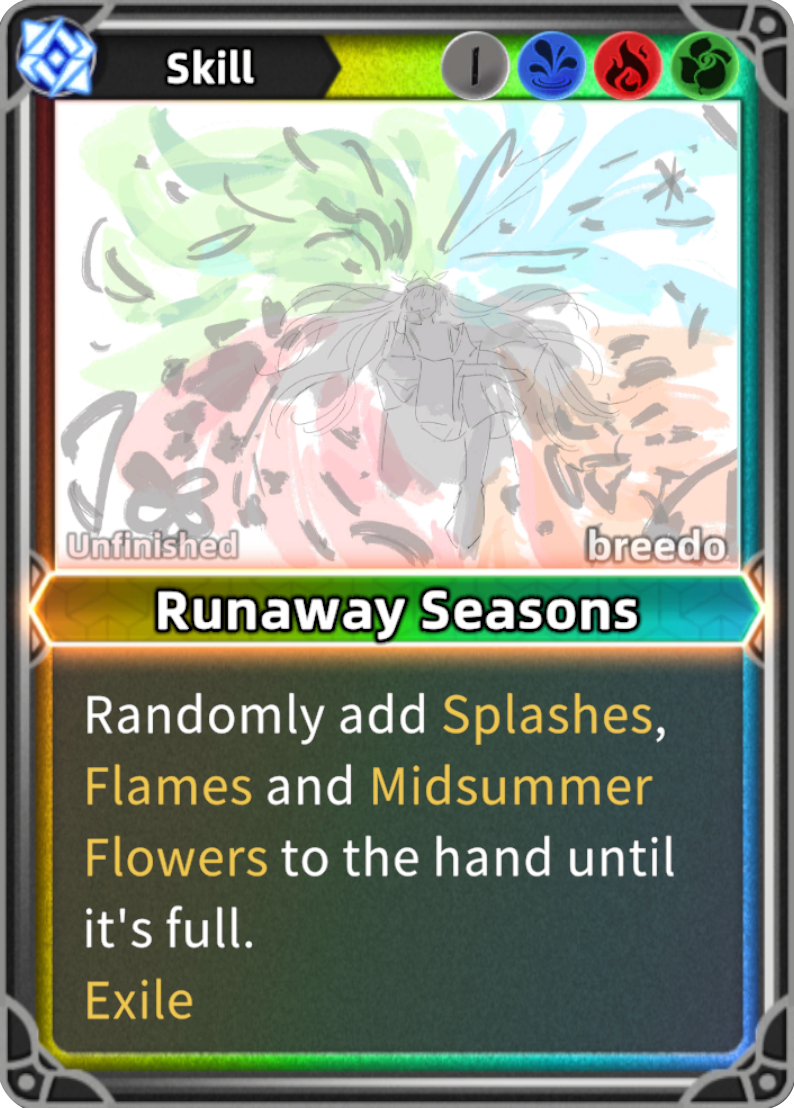 Skill
I
Unfinished
breedo
Runaway Seasons
Randomly add Splashes,
Flames and Midsummer
Flowers to the hand until
it's full.
Exile